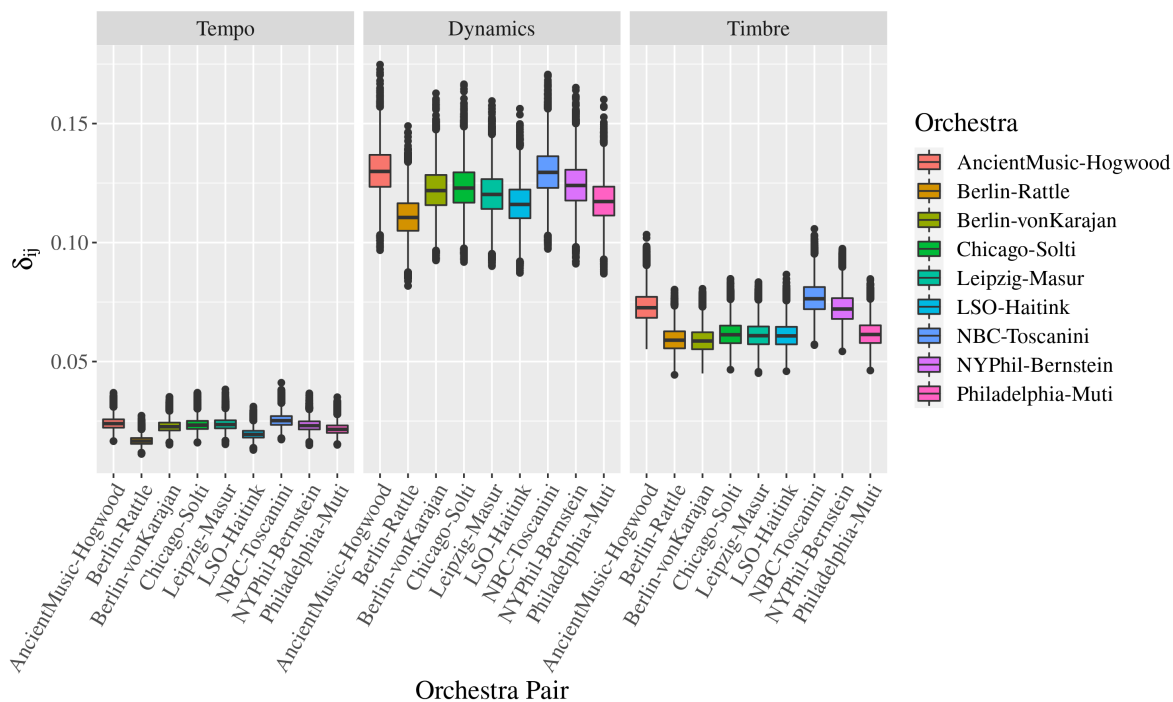 Tempo
Dynamics
Timbre
0.15
0.10
0.05
δij
AncientMusic-Hogwood
Berlin-Rattle
Berlin-vonKarajan
Chicago-Solti
Leipzig-Masur
LSO-Haitink
NBC-Toscanini
NYPhil-Bernstein
Philadelphia-Muti
AncientMusic-Hogwood
Berlin-Rattle
Berlin-vonKarajan
Chicago-Solti
Leipzig-Masur
LSO-Haitink
NBC-Toscanini
NYPhil-Bernstein
Philadelphia-Muti
AncientMusic-Hogwood
Berlin-Rattle
Berlin-vonKarajan
Chicago-Solti
Leipzig-Masur
LSO-Haitink
NBC-Toscanini
NYPhil-Bernstein
Philadelphia-Muti
Orchestra Pair
Orchestra
AncientMusic-Hogwood
Berlin-Rattle
Berlin-vonKarajan
Chicago-Solti
Leipzig-Masur
LSO-Haitink
NBC-Toscanini
NYPhil-Bernstein
Philadelphia-Muti